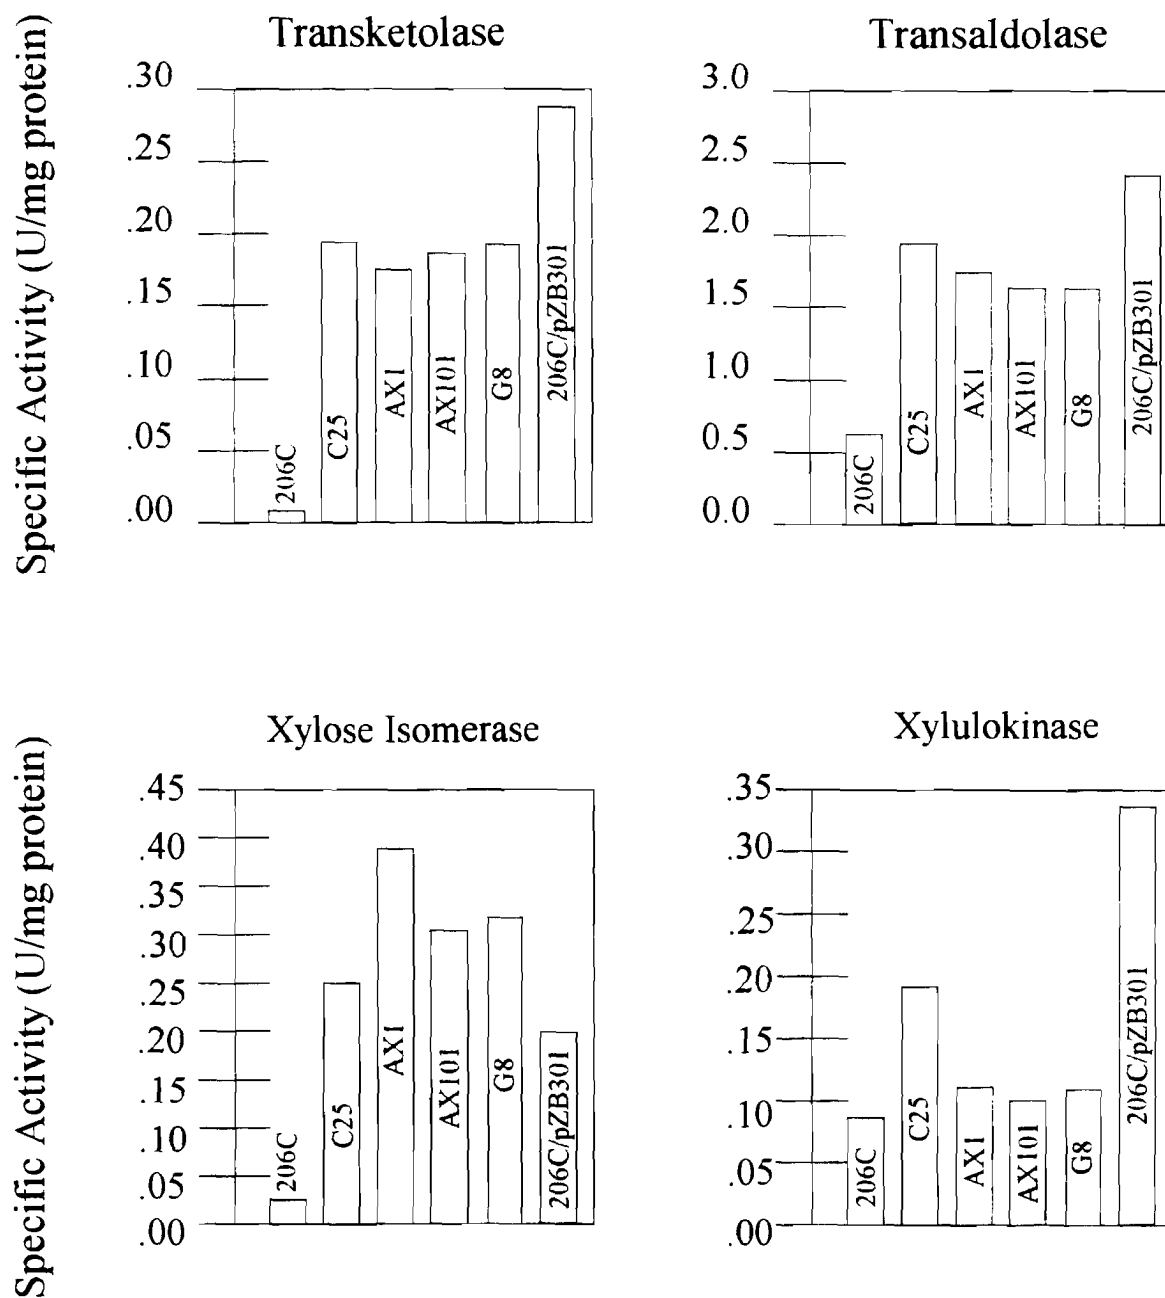 Specific Activity (U/mg protein)
Transketolase
.30
.25
.20
.15
.10
.05
.00
206C
C25
AX1
AX101
G8
206C/pZB301
Transaldolase
3.0
2.5
2.0
1.5
1.0
0.5
0.0
206C
C25
AX1
AX101
G8
206C/pZB301
Specific Activity (U/mg protein)
Xylose Isomerase
.45
.40
.35
.30
.25
.20
.15
.10
.05
.00
206C
C25
AX1
AX101
G8
206C/pZB301
Xylulokinase
.35
.30
.25
.20
.15
.10
.05
.00
206C
C25
AX1
AX101
G8
206C/pZB301